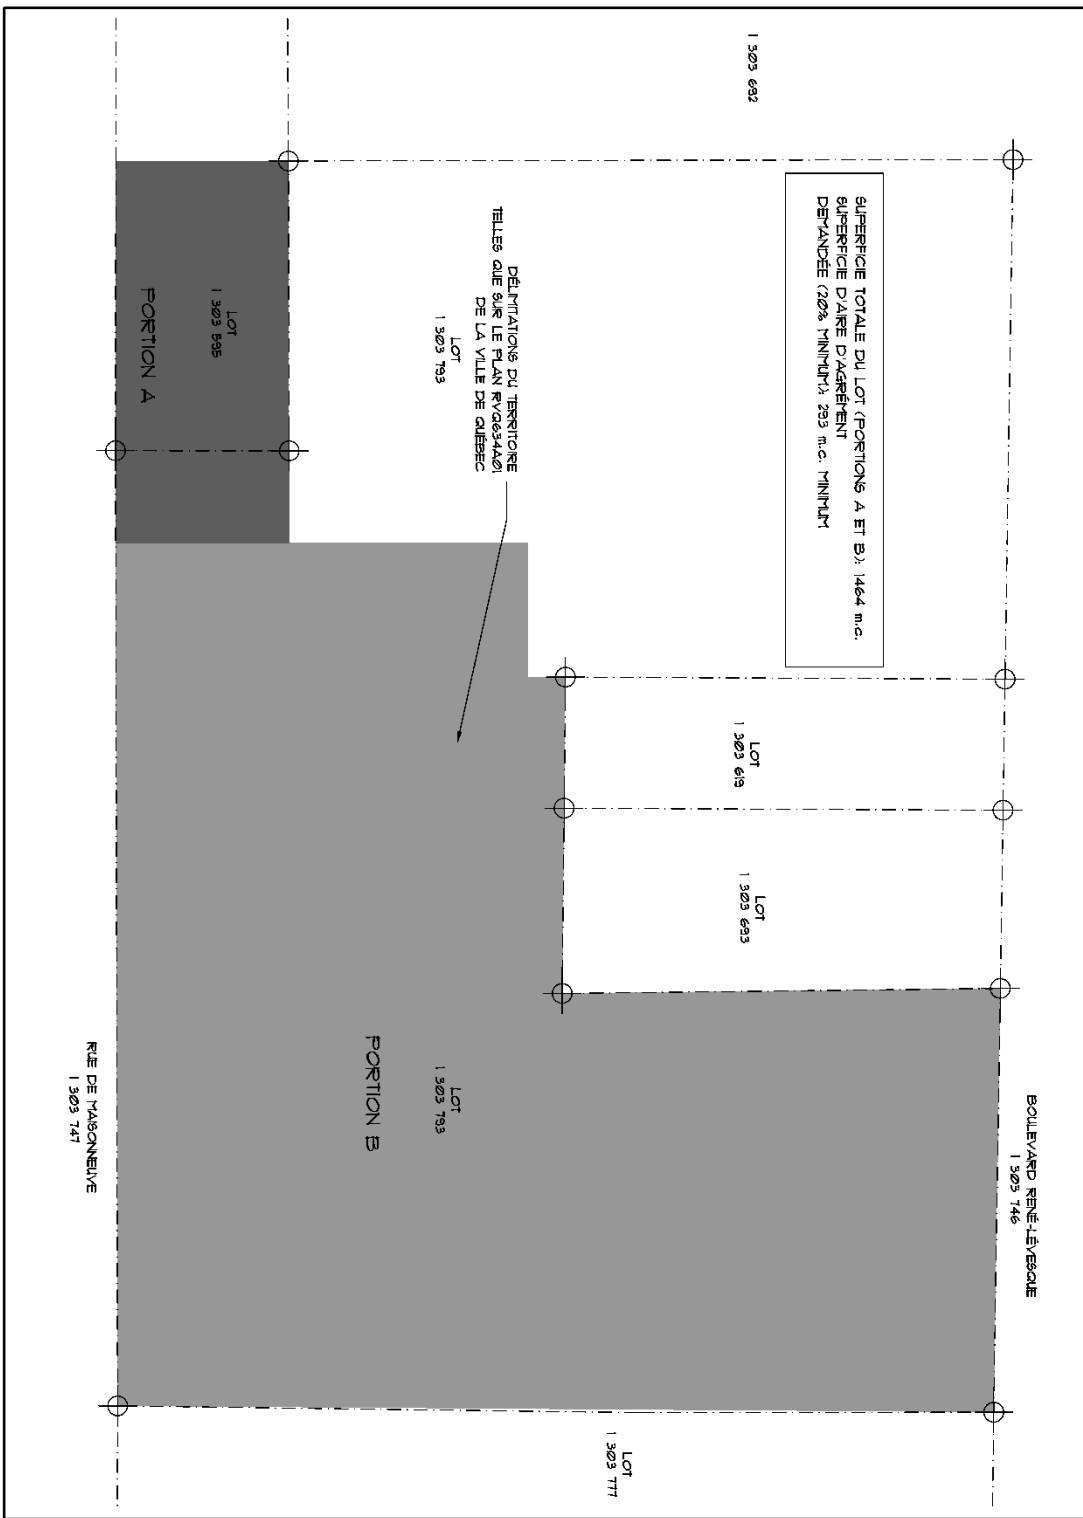 1 303 692
SUPERFICIE TOTALE DU LOT (PORTIONS A ET B): 1464 m.c.
SUPERFICIE D'AIRE D'AGRÉMENT
DEMANDÉE (20% MINIMUM): 293 m.c. MINIMUM
DÉLIMITATIONS DU TERRITOIRE
TELLES QUE SUR LE PLAN RVQ634A01
DE LA VILLE DE QUÉBEC
LOT
1 303 793
LOT
1 303 595
PORTION A
LOT
1 303 619
LOT
1 303 693
BOULEVARD RENÉ-LÉVESQUE
1 303 746
LOT
1 303 793
PORTION B
RUE DE MAISONNEUVE
1 303 747
LOT
1 303 777